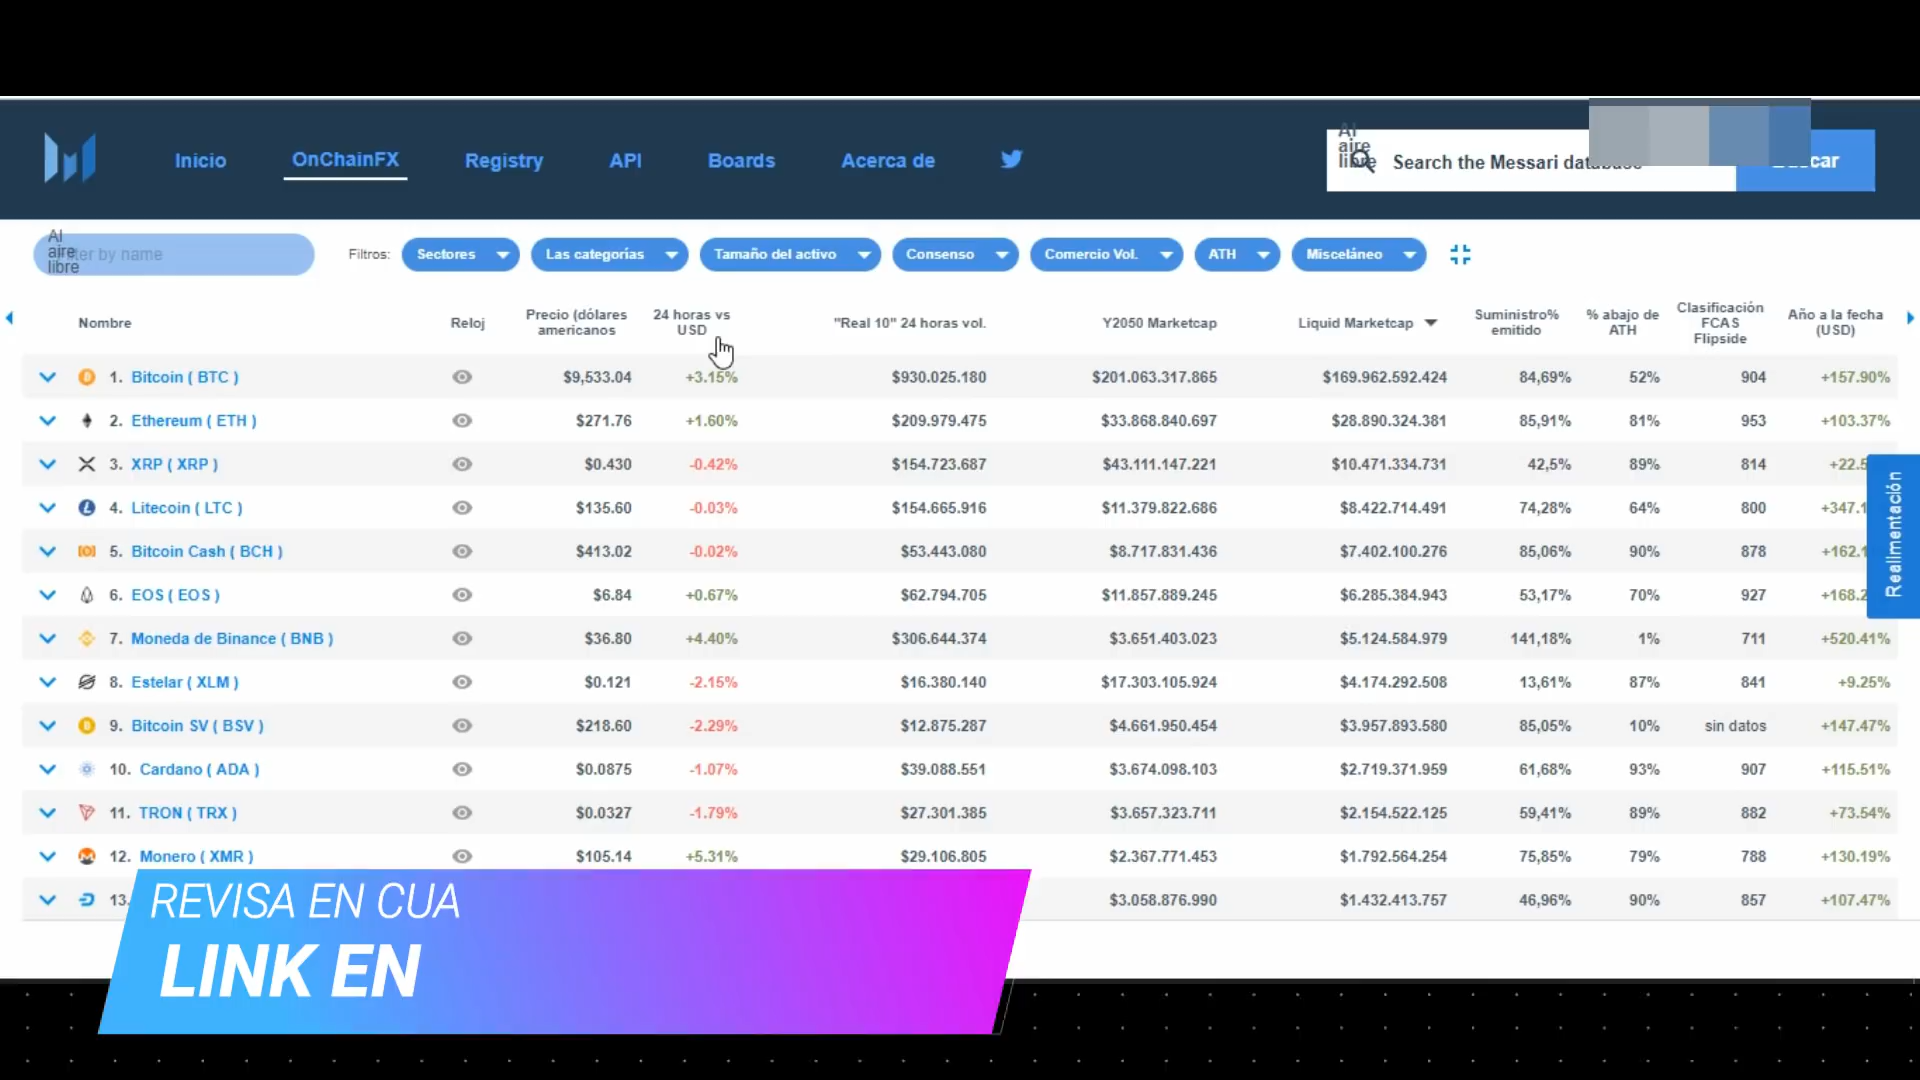 Inicio OnChainFX Registry API Boards Acerca de
Al aire libre
Search the Messari database
Al aire libre
by name
Filtros: Sectores Las categorías Tamaño del activo Consenso Comercio Vol. ATH Misceláneo
Nombre Reloj Precio (dólares americanos 24 horas vs USD "Real 10" 24 horas vol. Y2050 Marketcap Liquid Marketcap Suministro% emitido % abajo de ATH Clasificación FCAS Flipside Año a la fecha (USD)
1. Bitcoin ( BTC ) $9,533.04 +3.15% $930.025.180 $201.063.317.865 $169.962.592.424 84,69% 52% 904 +157.90%
2. Ethereum ( ETH ) $271.76 +1.60% $209.979.475 $33.868.840.697 $28.890.324.381 85,91% 81% 953 +103.37%
3. XRP ( XRP ) $0.430 -0.42% $154.723.687 $43.111.147.221 $10.471.334.731 42,5% 89% 814 +22.5
4. Litecoin ( LTC ) $135.60 -0.03% $154.665.916 $11.379.822.686 $8.422.714.491 74,28% 64% 800 +347.1
5. Bitcoin Cash ( BCH ) $413.02 -0.02% $53.443.080 $8.717.831.436 $7.402.100.276 85,06% 90% 878 +162.1
6. EOS ( EOS ) $6.84 +0.67% $62.794.705 $11.857.889.245 $6.285.384.943 53,17% 70% 927 +168.2
7. Moneda de Binance ( BNB ) $36.80 +4.40% $306.644.374 $3.651.403.023 $5.124.584.979 141,18% 1% 711 +520.41%
8. Estelar ( XLM ) $0.121 -2.15% $16.380.140 $17.303.105.924 $4.174.292.508 13,61% 87% 841 +9.25%
9. Bitcoin SV ( BSV ) $218.60 -2.29% $12.875.287 $4.661.950.454 $3.957.893.580 85,05% 10% sin datos +147.47%
10. Cardano ( ADA ) $0.0875 -1.07% $39.088.551 $3.674.098.103 $2.719.371.959 61,68% 93% 907 +115.51%
11. TRON ( TRX ) $0.0327 -1.79% $27.301.385 $3.657.323.711 $2.154.522.125 59,41% 89% 882 +73.54%
12. Monero ( XMR ) $105.14 +5.31% $29.106.805 $2.367.771.453 $1.792.564.254 75,85% 79% 788 +130.19%
13. $3.058.876.990 $1.432.413.757 46,96% 90% 857 +107.47%
Realimentación
REVISA EN CUA
LINK EN